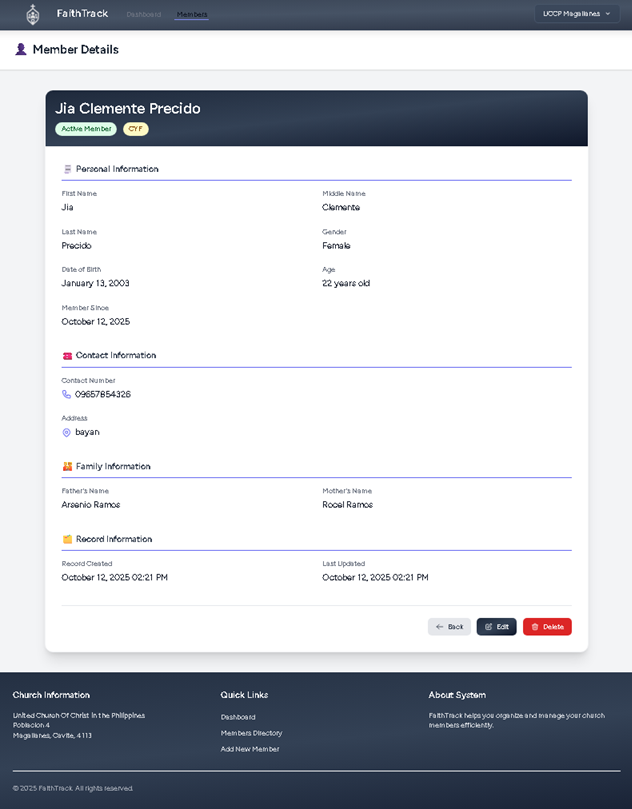 FaithTrack Dashboard Members UCCP Magallanes
Member Details
Jia Clemente Precido
Active Member CYF
Personal Information
First Name Middle Name
Jia Clemente
Last Name Gender
Precido Female
Date of Birth Age
January 13, 2003 22 years old
Member Since
October 12, 2025
Contact Information
Contact Number
09657854326
Address
bayan
Family Information
Father's Name Mother's Name
Arsenio Ramos Rocel Ramos
Record Information
Record Created Last Updated
October 12, 2025 02:21 PM October 12, 2025 02:21 PM
Back Edit Delete
Church Information Quick Links About System
United Church Of Christ in the Philippines Dashboard FaithTrack helps you organize and manage your church
Poblacion 4 Members Directory members efficiently.
Magallanes, Cavite, 4113 Add New Member
© 2025 FaithTrack. All rights reserved.